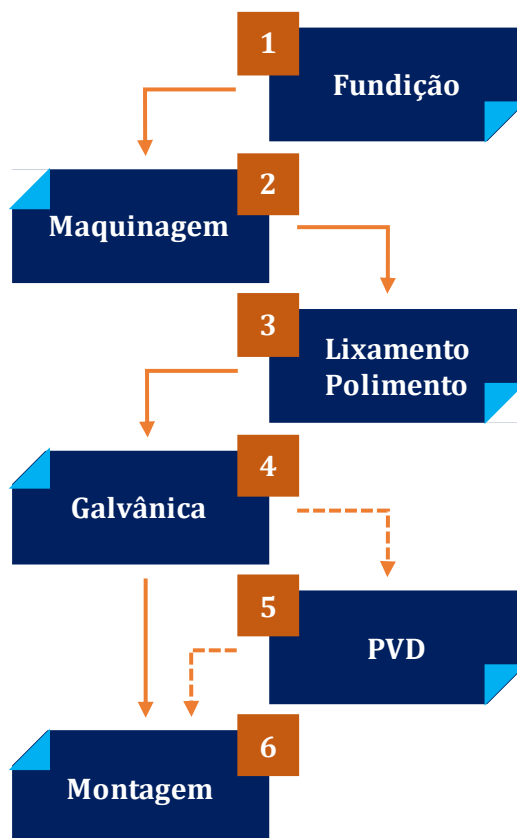 1
Fundição
2
Maquinagem
3
Lixamento
Polimento
4
Galvânica
5
PVD
6
Montagem